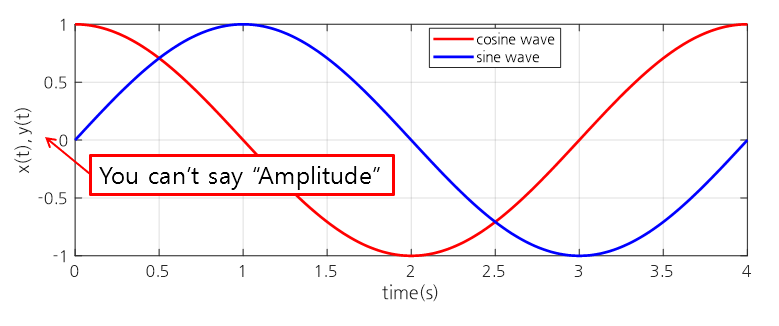 1
cosine wave
sine wave
0.5
x(t), y(t)
0
You can't say “Amplitude”
-0.5
-1
0 0.5 1 1.5 2 2.5 3 3.5 4
time(s)